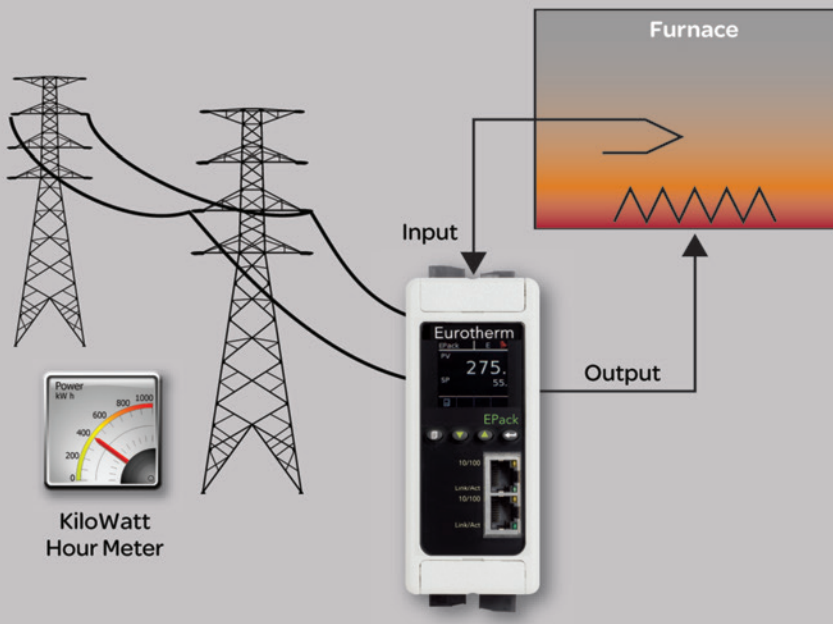 Furnace
Input
Eurotherm
EPack
E
PV
275.
SP
55.
Output
EPack
10/100
Link/Act
10/100
Link/Act
Power
kW h
0
200
400
600
800
1000
KiloWatt
Hour Meter